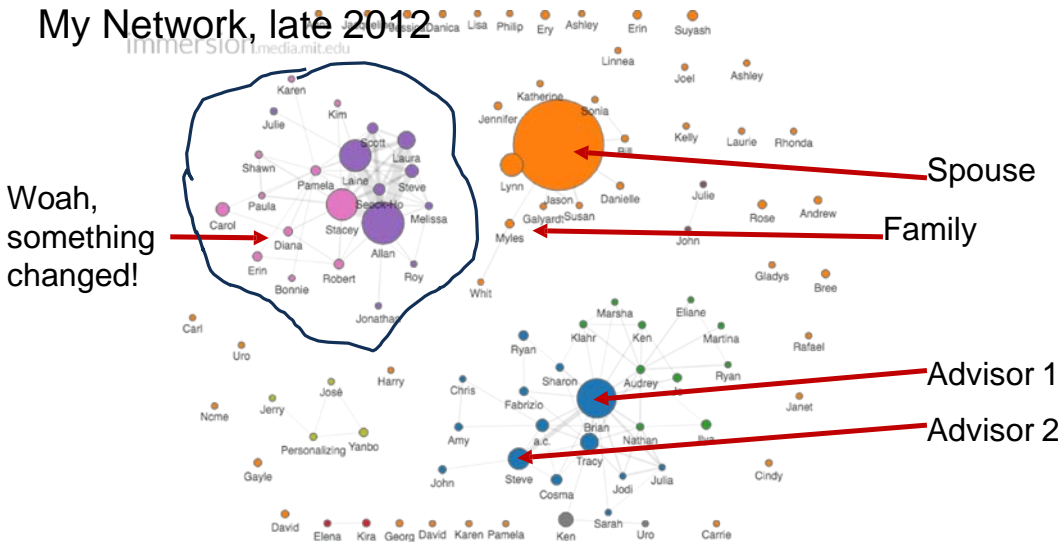 My Network, late 2012
immersion.media.mit.edu
Danica Lisa Philip Ery Ashley Erin Suyash
Linnea
Joel
Ashley
Karen
Katherine
Kim
Sonia
Julie
Jennifer
Scott
Kelly
Laurie
Rhonda
Laura
Bill
Shawn
Laine
Pamela
Steve
Lynn
Spouse
Jason
Danielle
Julie
Woah,
something
changed!
Paula
Seock-Ho
Melissa
Galyardt
Susan
Rose
Andrew
Carol
Stacey
Diana
Myles
John
Family
Allan
Erin
Robert
Roy
Bonnie
Whit
Gladys
Bree
Jonathan
Marsha
Eliane
Carl
Klahr
Ken
Martina
Uro
Ryan
Rafael
Sharon
Audrey
Ryan
Advisor 1
José
Harry
Chris
Fabrizio
Jerry
Janet
Ncme
Brian
Personalizing
Yanbo
Amy
a.c.
Nathan
Ilya
Advisor 2
Tracy
Gayle
John
Steve
Cosma
Jodi
Julia
Cindy
David
Elena
Kira
Georg
David
Karen
Pamela
Ken
Sarah
Uro
Carrie